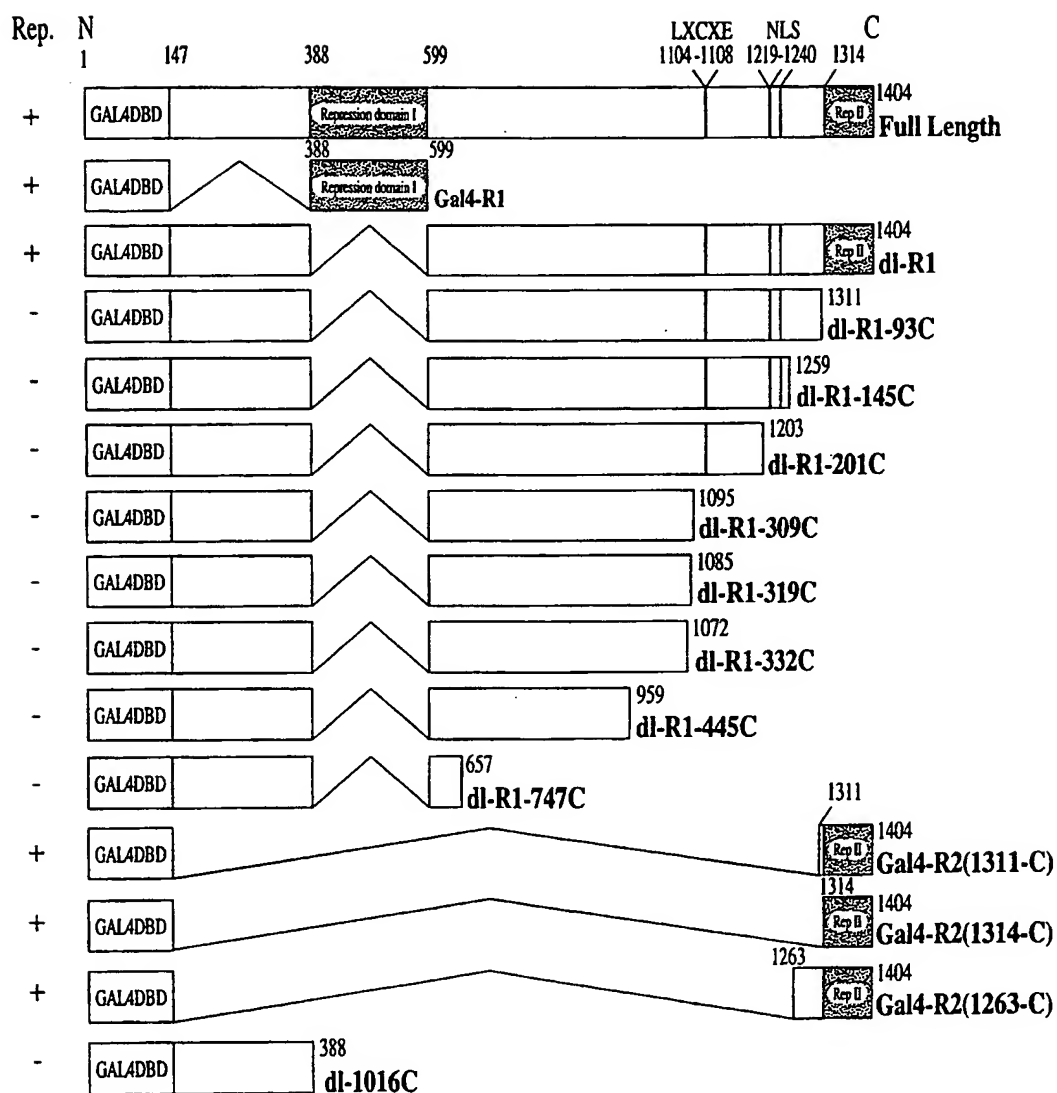 Rep. N LXCXE NLS C
1 147 388 599 1104-1108 1219-1240 1314
+ GAL4DBD Repression domain I Rep II 1404 Full Length
388 599
+ GAL4DBD Repression domain I Gal4-R1
+ GAL4DBD Rep II 1404 dl-R1
- GAL4DBD 1311 dl-R1-93C
- GAL4DBD 1259 dl-R1-145C
- GAL4DBD 1203 dl-R1-201C
- GAL4DBD 1095 dl-R1-309C
- GAL4DBD 1085 dl-R1-319C
- GAL4DBD 1072 dl-R1-332C
- GAL4DBD 959 dl-R1-445C
- GAL4DBD 657 dl-R1-747C
1311
+ GAL4DBD Rep II 1404 Gal4-R2(1311-C)
1314
+ GAL4DBD Rep II 1404 Gal4-R2(1314-C)
1263
+ GAL4DBD Rep II 1404 Gal4-R2(1263-C)
- GAL4DBD 388 dl-1016C